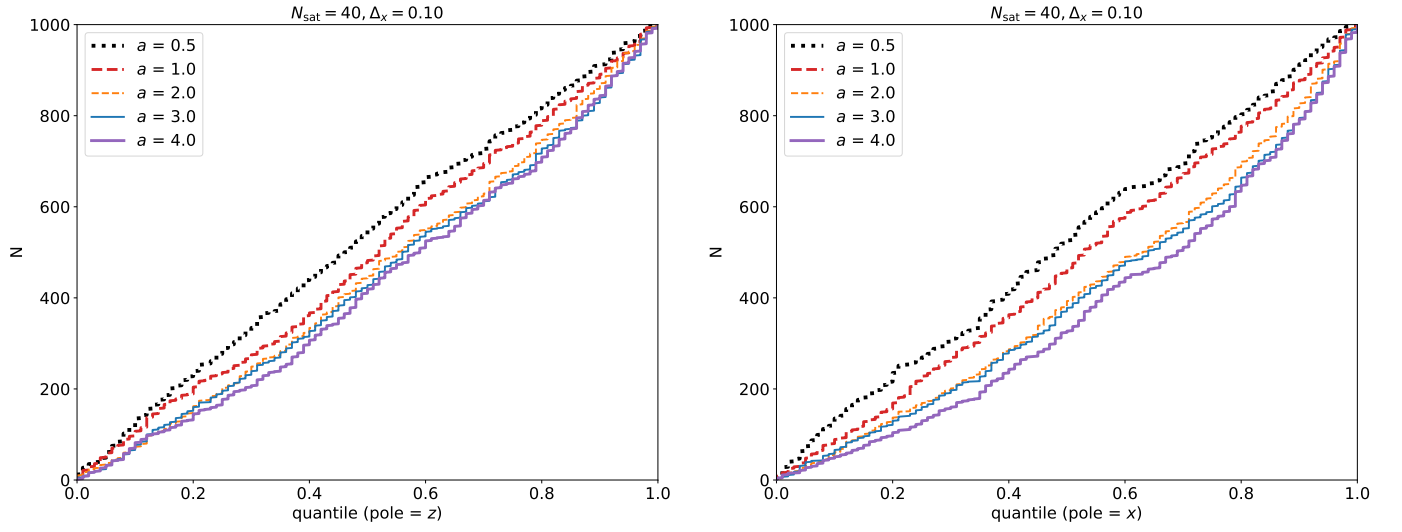 N_sat = 40, Δ_x = 0.10
1000
800
600
400
200
0
N
a = 0.5
a = 1.0
a = 2.0
a = 3.0
a = 4.0
0.0 0.2 0.4 0.6 0.8 1.0
quantile (pole = z)
N_sat = 40, Δ_x = 0.10
1000
800
600
400
200
0
N
a = 0.5
a = 1.0
a = 2.0
a = 3.0
a = 4.0
0.0 0.2 0.4 0.6 0.8 1.0
quantile (pole = x)